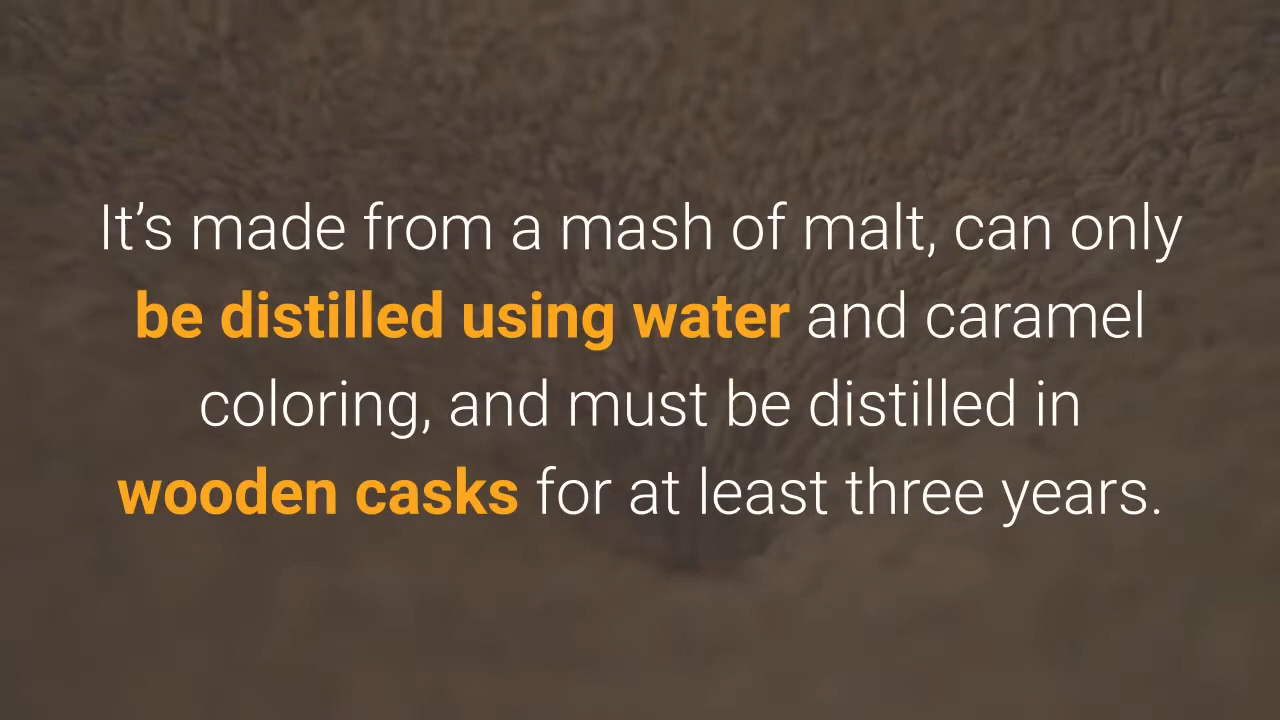 It’s made from a mash of malt, can only
be distilled using water and caramel
coloring, and must be distilled in
wooden casks for at least three years.